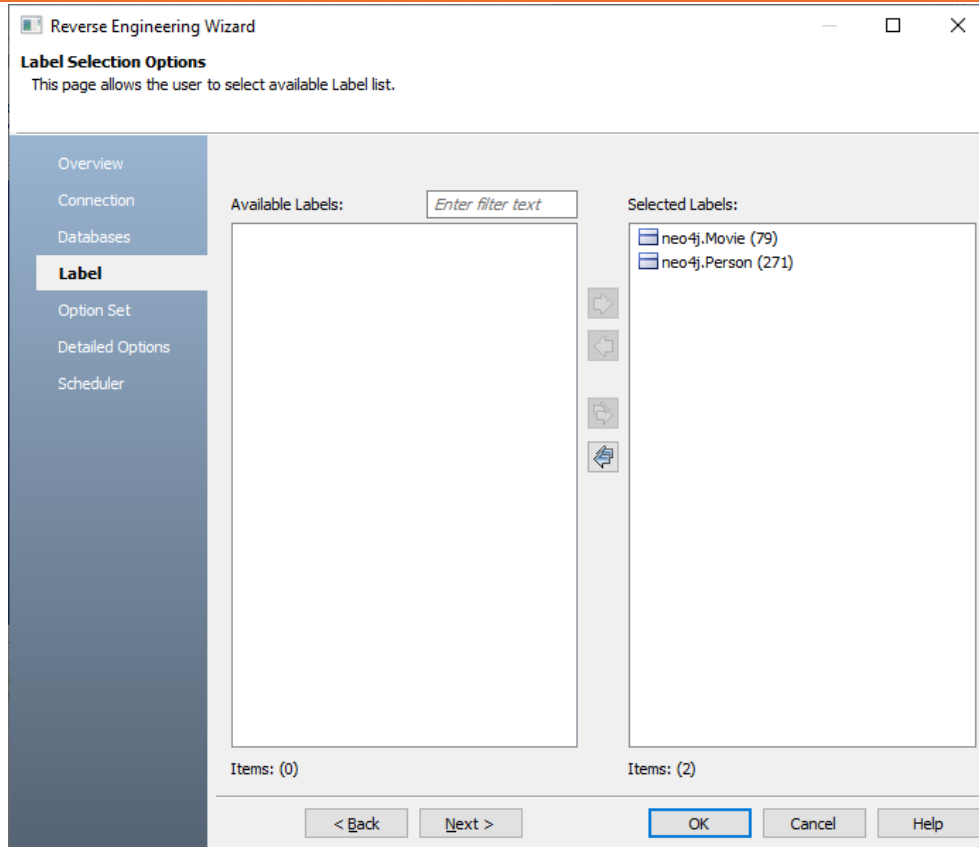 Reverse Engineering Wizard
Label Selection Options
This page allows the user to select available Label list.
Overview
Connection
Databases
Label
Option Set
Detailed Options
Scheduler
Available Labels:
Enter filter text
Selected Labels:
neo4j.Movie (79)
neo4j.Person (271)
Items: (0)
Items: (2)
< Back
Next >
OK
Cancel
Help